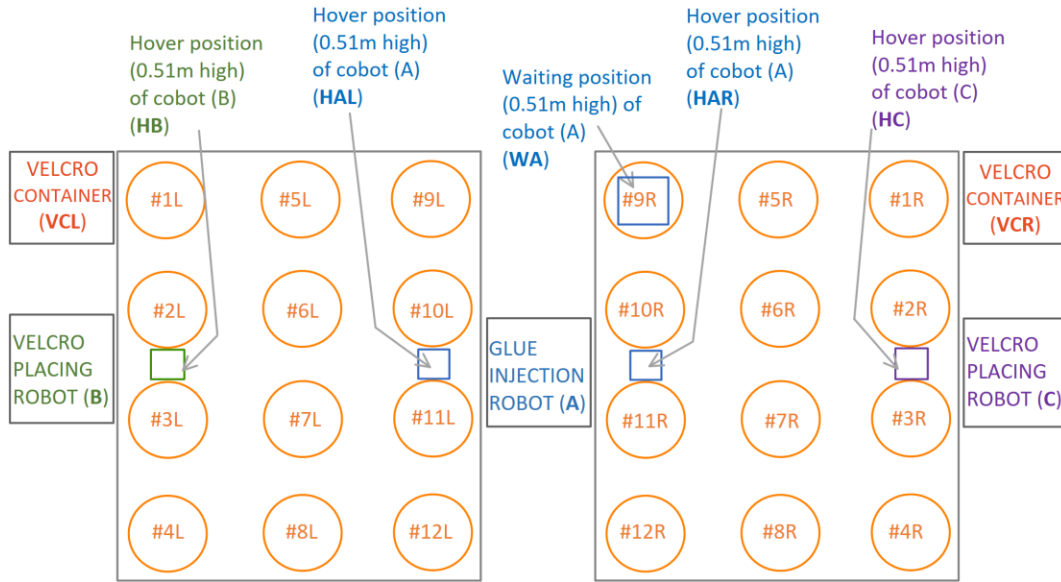 Hover position
(0.51m high)
of cobot (B)
(HB)
Hover position
(0.51m high)
of cobot (A)
(HAL)
Waiting position
(0.51m high) of
cobot (A)
(WA)
Hover position
(0.51m high)
of cobot (A)
(HAR)
Hover position
(0.51m high)
of cobot (C)
(HC)
VELCRO
CONTAINER
(VCL)
#1L
#5L
#9L
#2L
#6L
#10L
VELCRO
PLACING
ROBOT (B)
#3L
#7L
#11L
#4L
#8L
#12L
GLUE
INJECTION
ROBOT (A)
#9R
#5R
#1R
#10R
#6R
#2R
#11R
#7R
#3R
#12R
#8R
#4R
VELCRO
CONTAINER
(VCR)
VELCRO
PLACING
ROBOT (C)